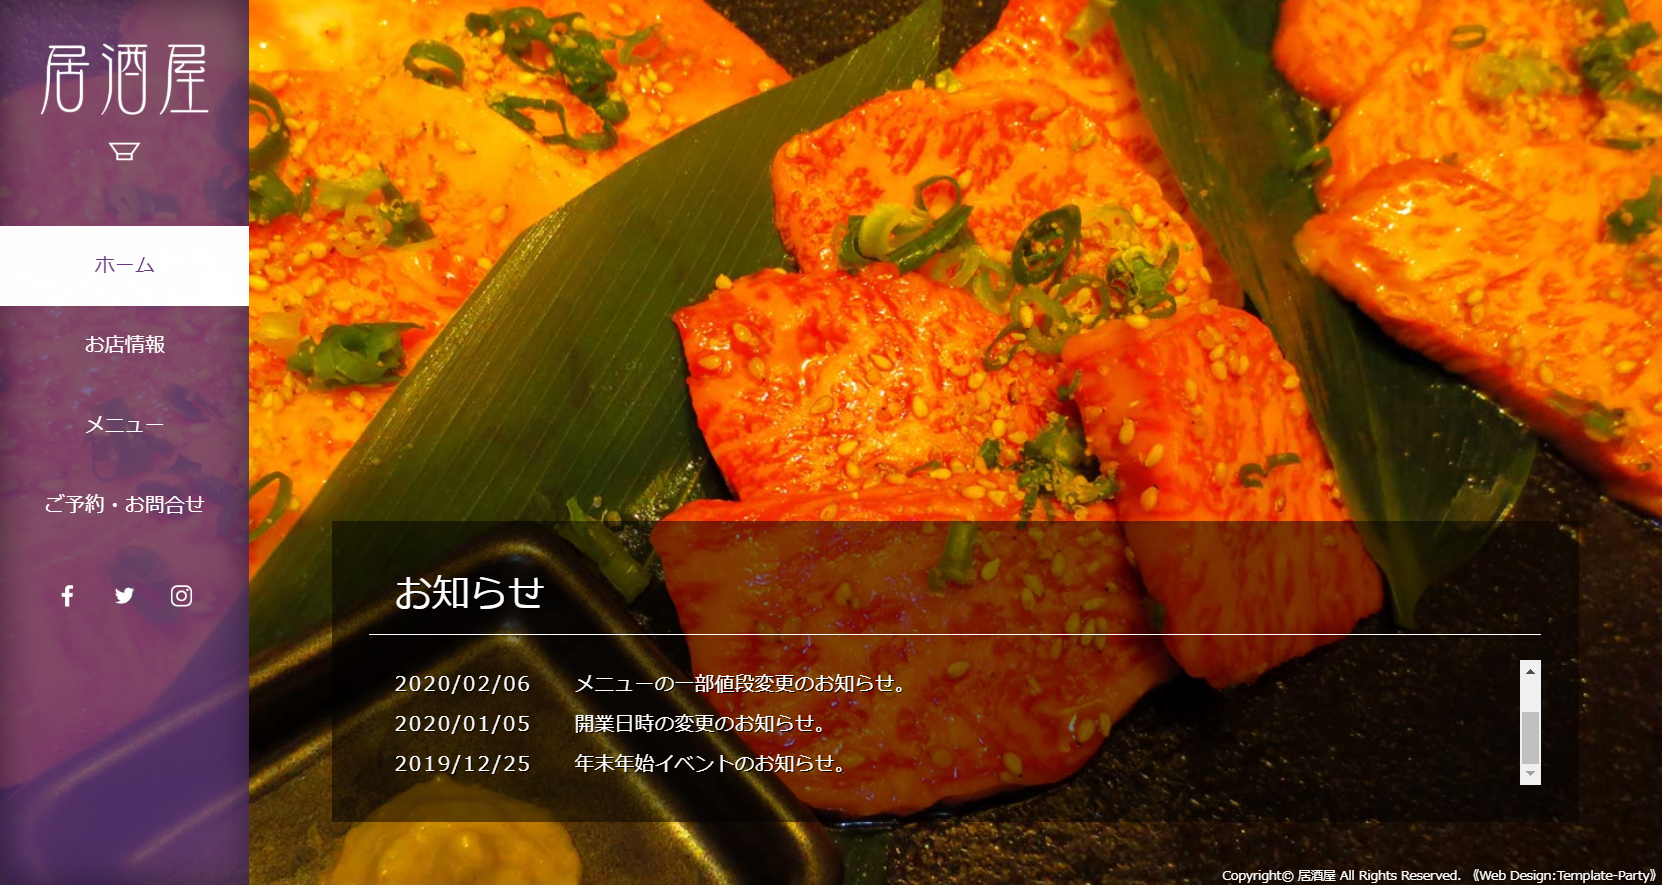 居酒屋
ホーム
お店情報
メニュー
ご予約・お問合せ
お知らせ
2020/02/06 メニューの一部値段変更のお知らせ。
2020/01/05 開業日時の変更のお知らせ。
2019/12/25 年末年始イベントのお知らせ。
Copyright© 居酒屋 All Rights Reserved. 《Web Design:Template-Party》